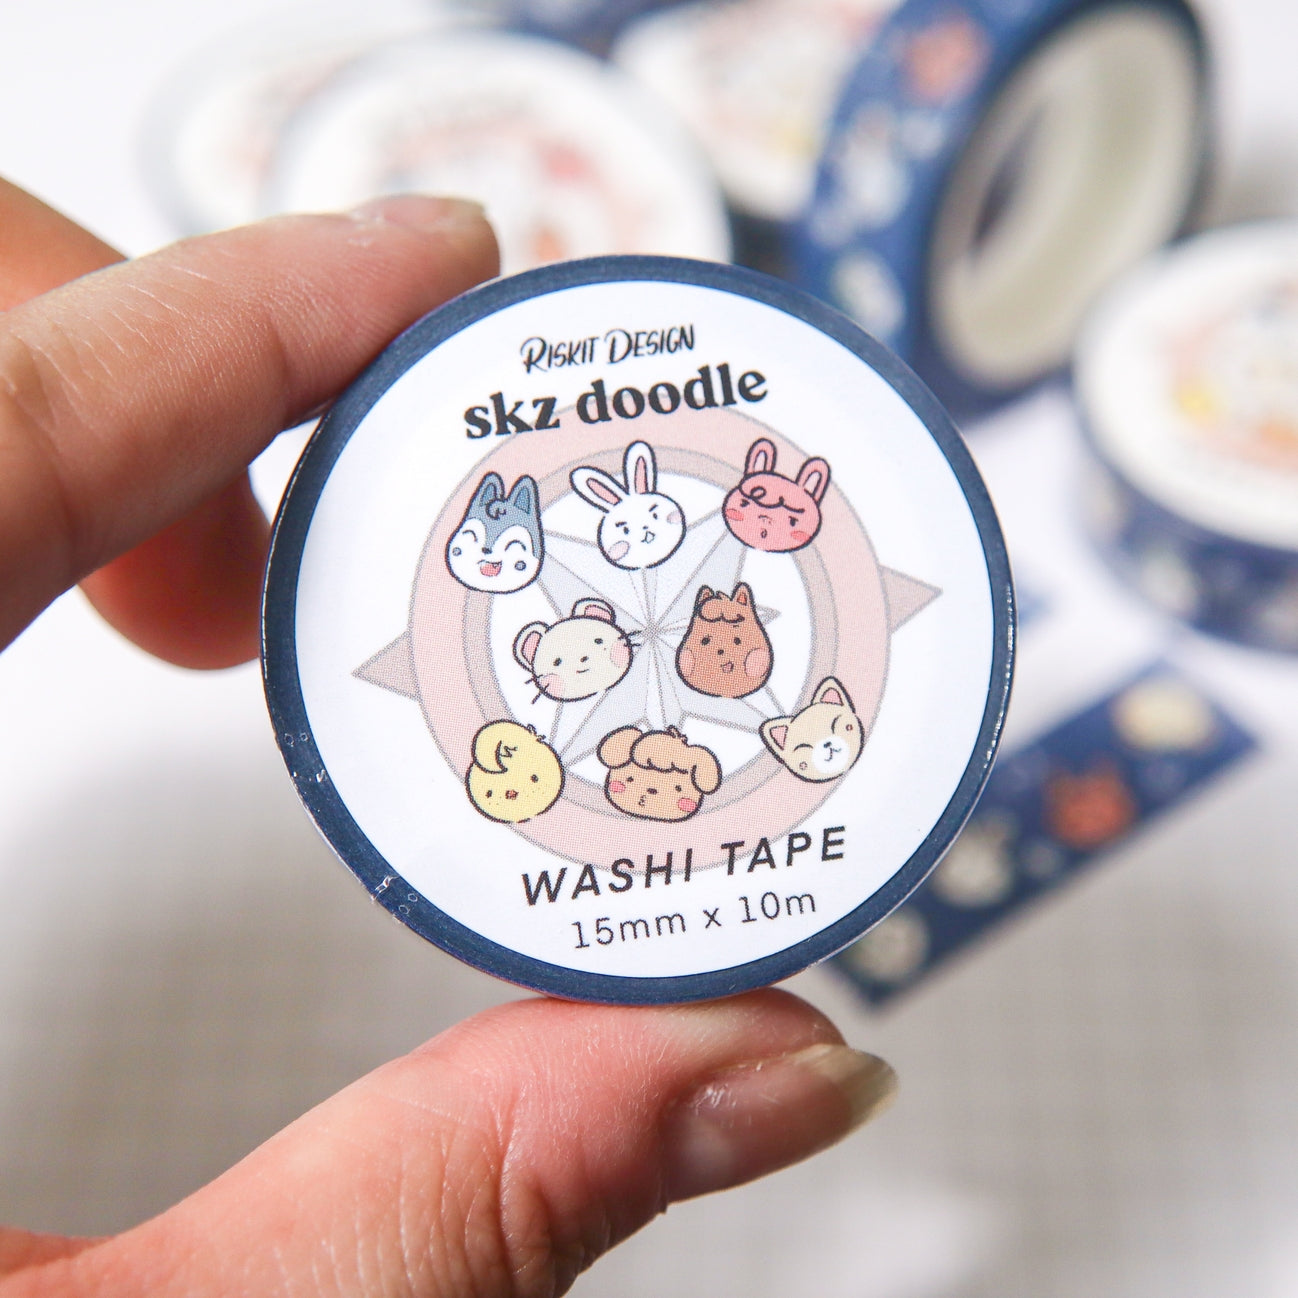 RISKIT DESIGN
skz doodle
WASHI TAPE
15mm x 10m